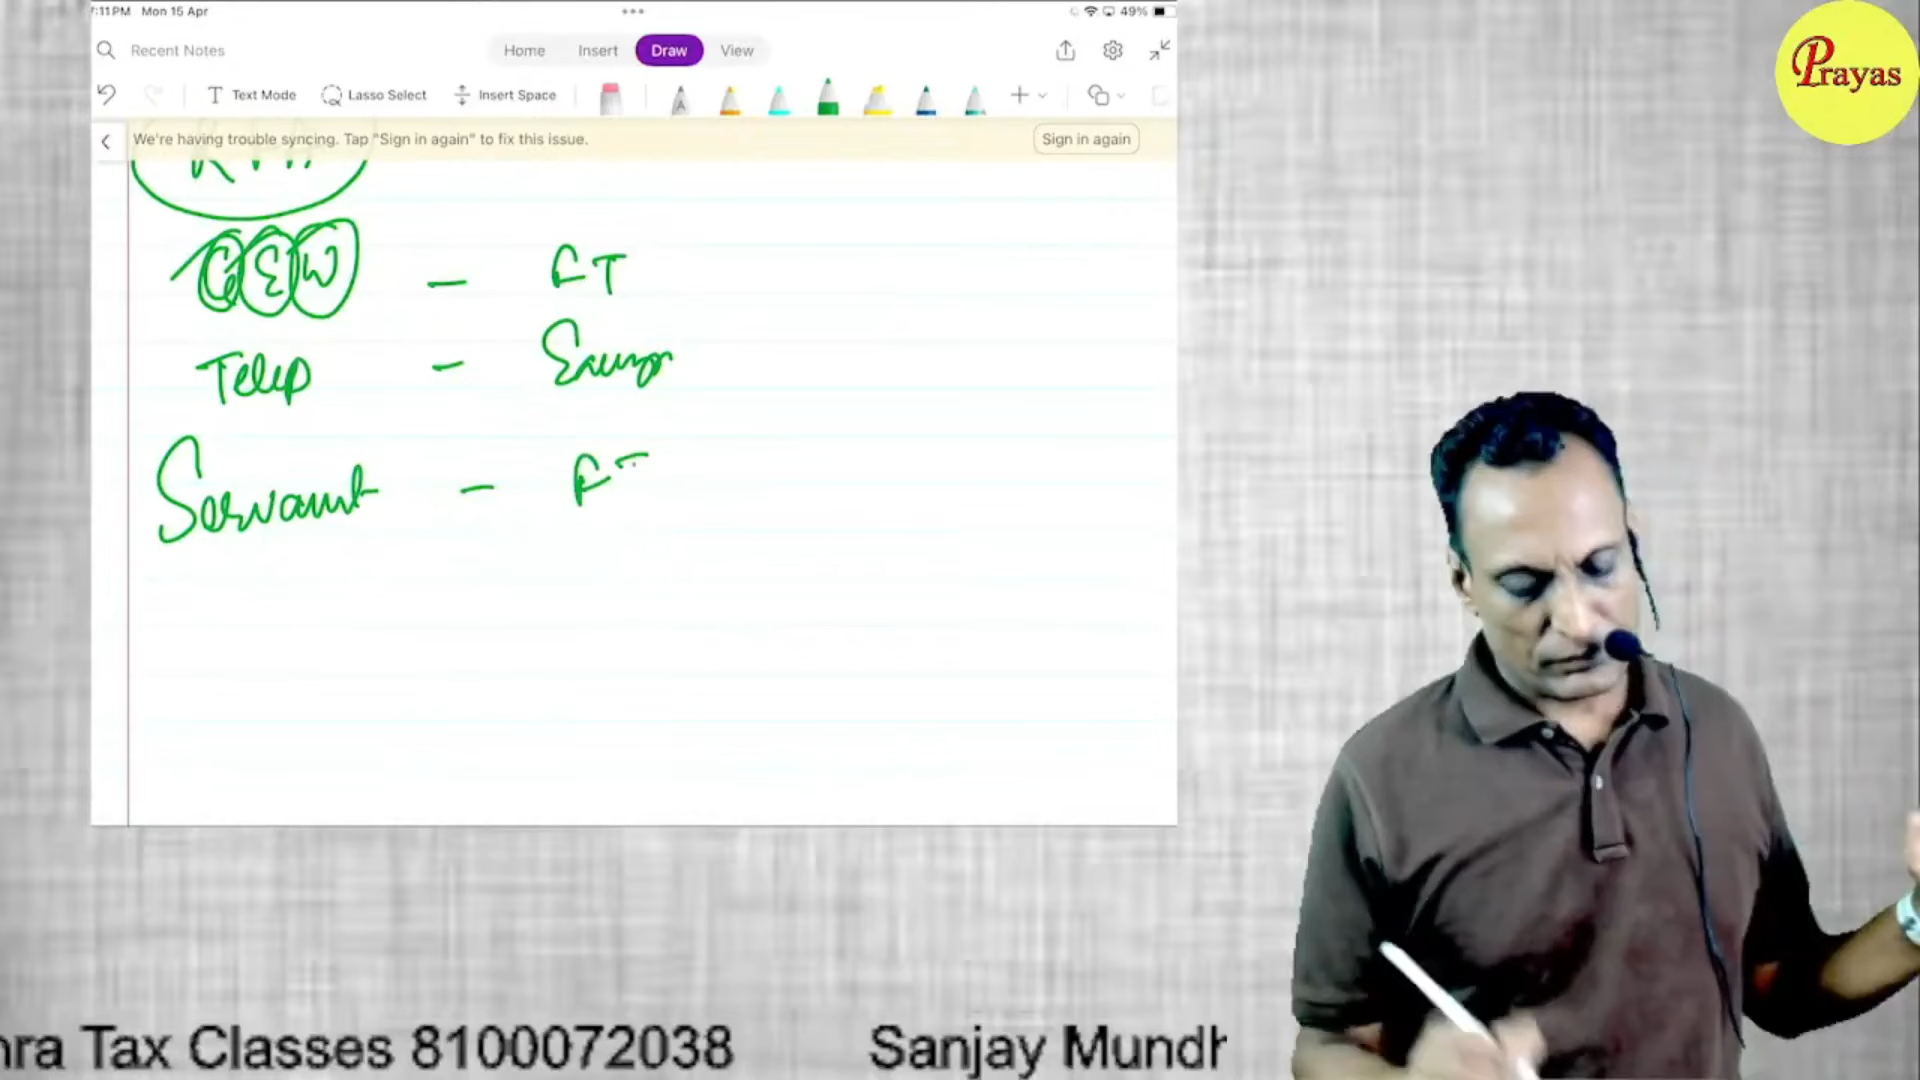 7:11 PM Mon 15 Apr
49%
Prayas
Recent Notes
Home Insert Draw View
Text Mode Lasso Select Insert Space
We're having trouble syncing. Tap "Sign in again" to fix this issue.
Sign in again
GEW - FT
Telep -
Servant - FT
hra Tax Classes 8100072038 Sanjay Mundh